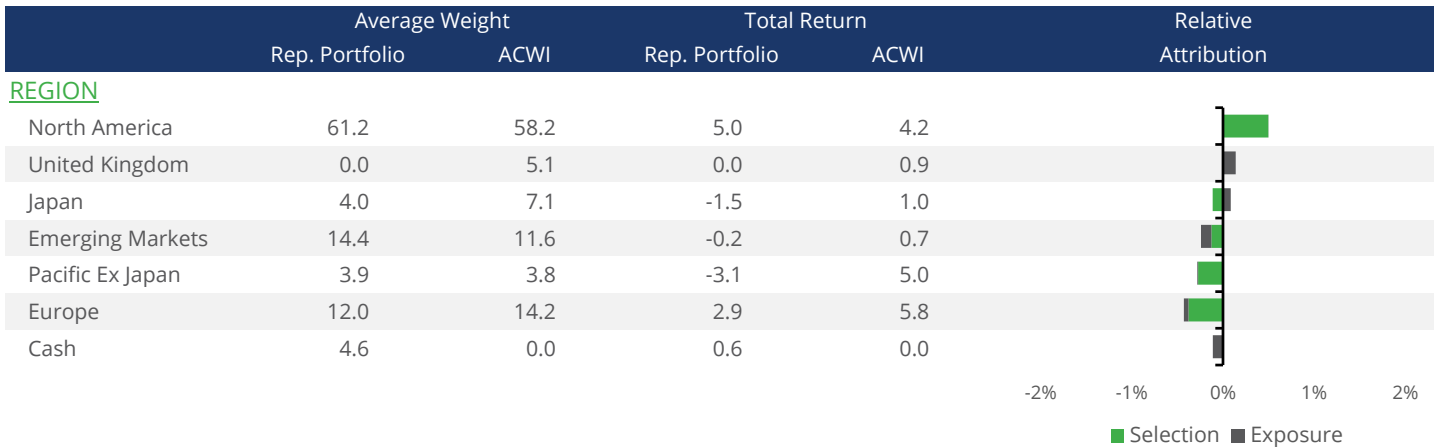 Average Weight Total Return Relative
Rep. Portfolio ACWI Rep. Portfolio ACWI Attribution
REGION
North America 61.2 58.2 5.0 4.2
United Kingdom 0.0 5.1 0.0 0.9
Japan 4.0 7.1 -1.5 1.0
Emerging Markets 14.4 11.6 -0.2 0.7
Pacific Ex Japan 3.9 3.8 -3.1 5.0
Europe 12.0 14.2 2.9 5.8
Cash 4.6 0.0 0.6 0.0
-2% -1% 0% 1% 2%
Selection Exposure